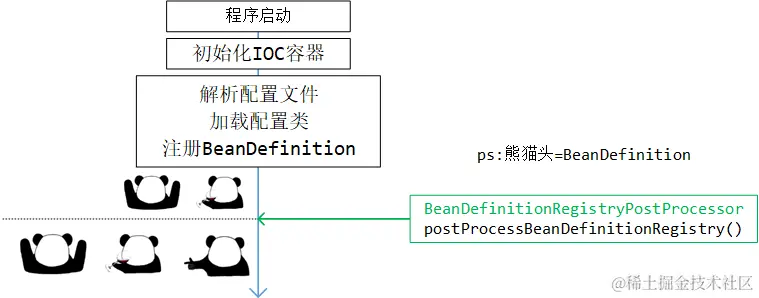 程序启动
初始化IOC容器
解析配置文件
加载配置类
注册BeanDefinition
ps:熊猫头=BeanDefinition
BeanDefinitionRegistryPostProcessor
postProcessBeanDefinitionRegistry()
@稀土掘金技术社区